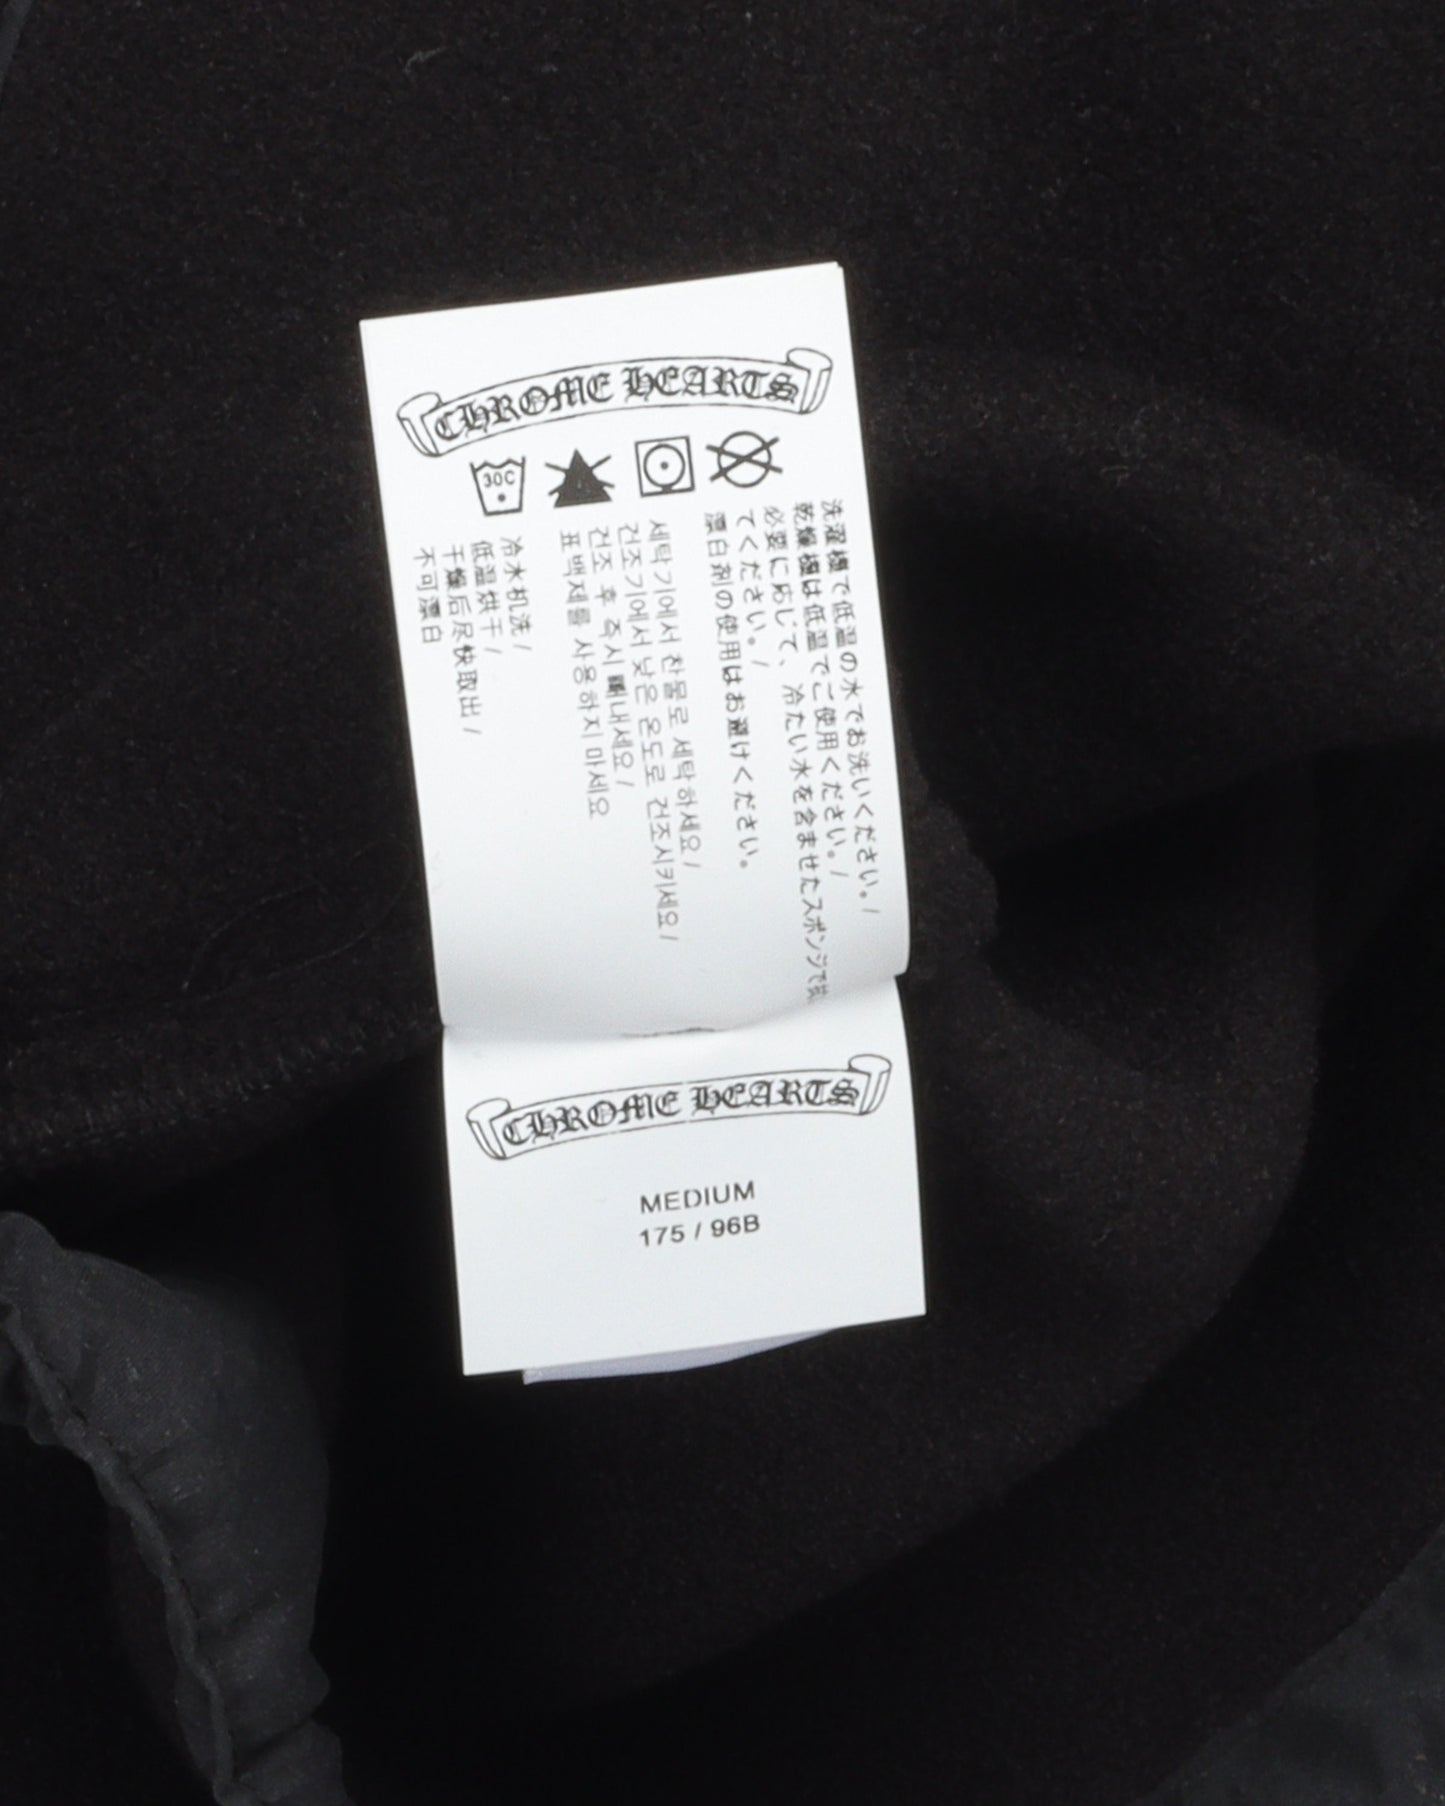 CHROME HEARTS
30C
洗濯機で低温の水でお洗いください。/
乾燥機は低温でご使用ください。/
必要に応じて、冷たい水を含ませたスポンジで拭
てください。/
漂白剤の使用はお避けください。
세탁기에서 찬물로 세탁하세요/
건조기에서 낮은 온도로 건조시키세요/
건조 후 즉시 빼내세요/
표백제를 사용하지 마세요
冷水机洗/
低温烘干/
干燥后尽快取出/
不可漂白
CHROME HEARTS
MEDIUM
175 / 96B